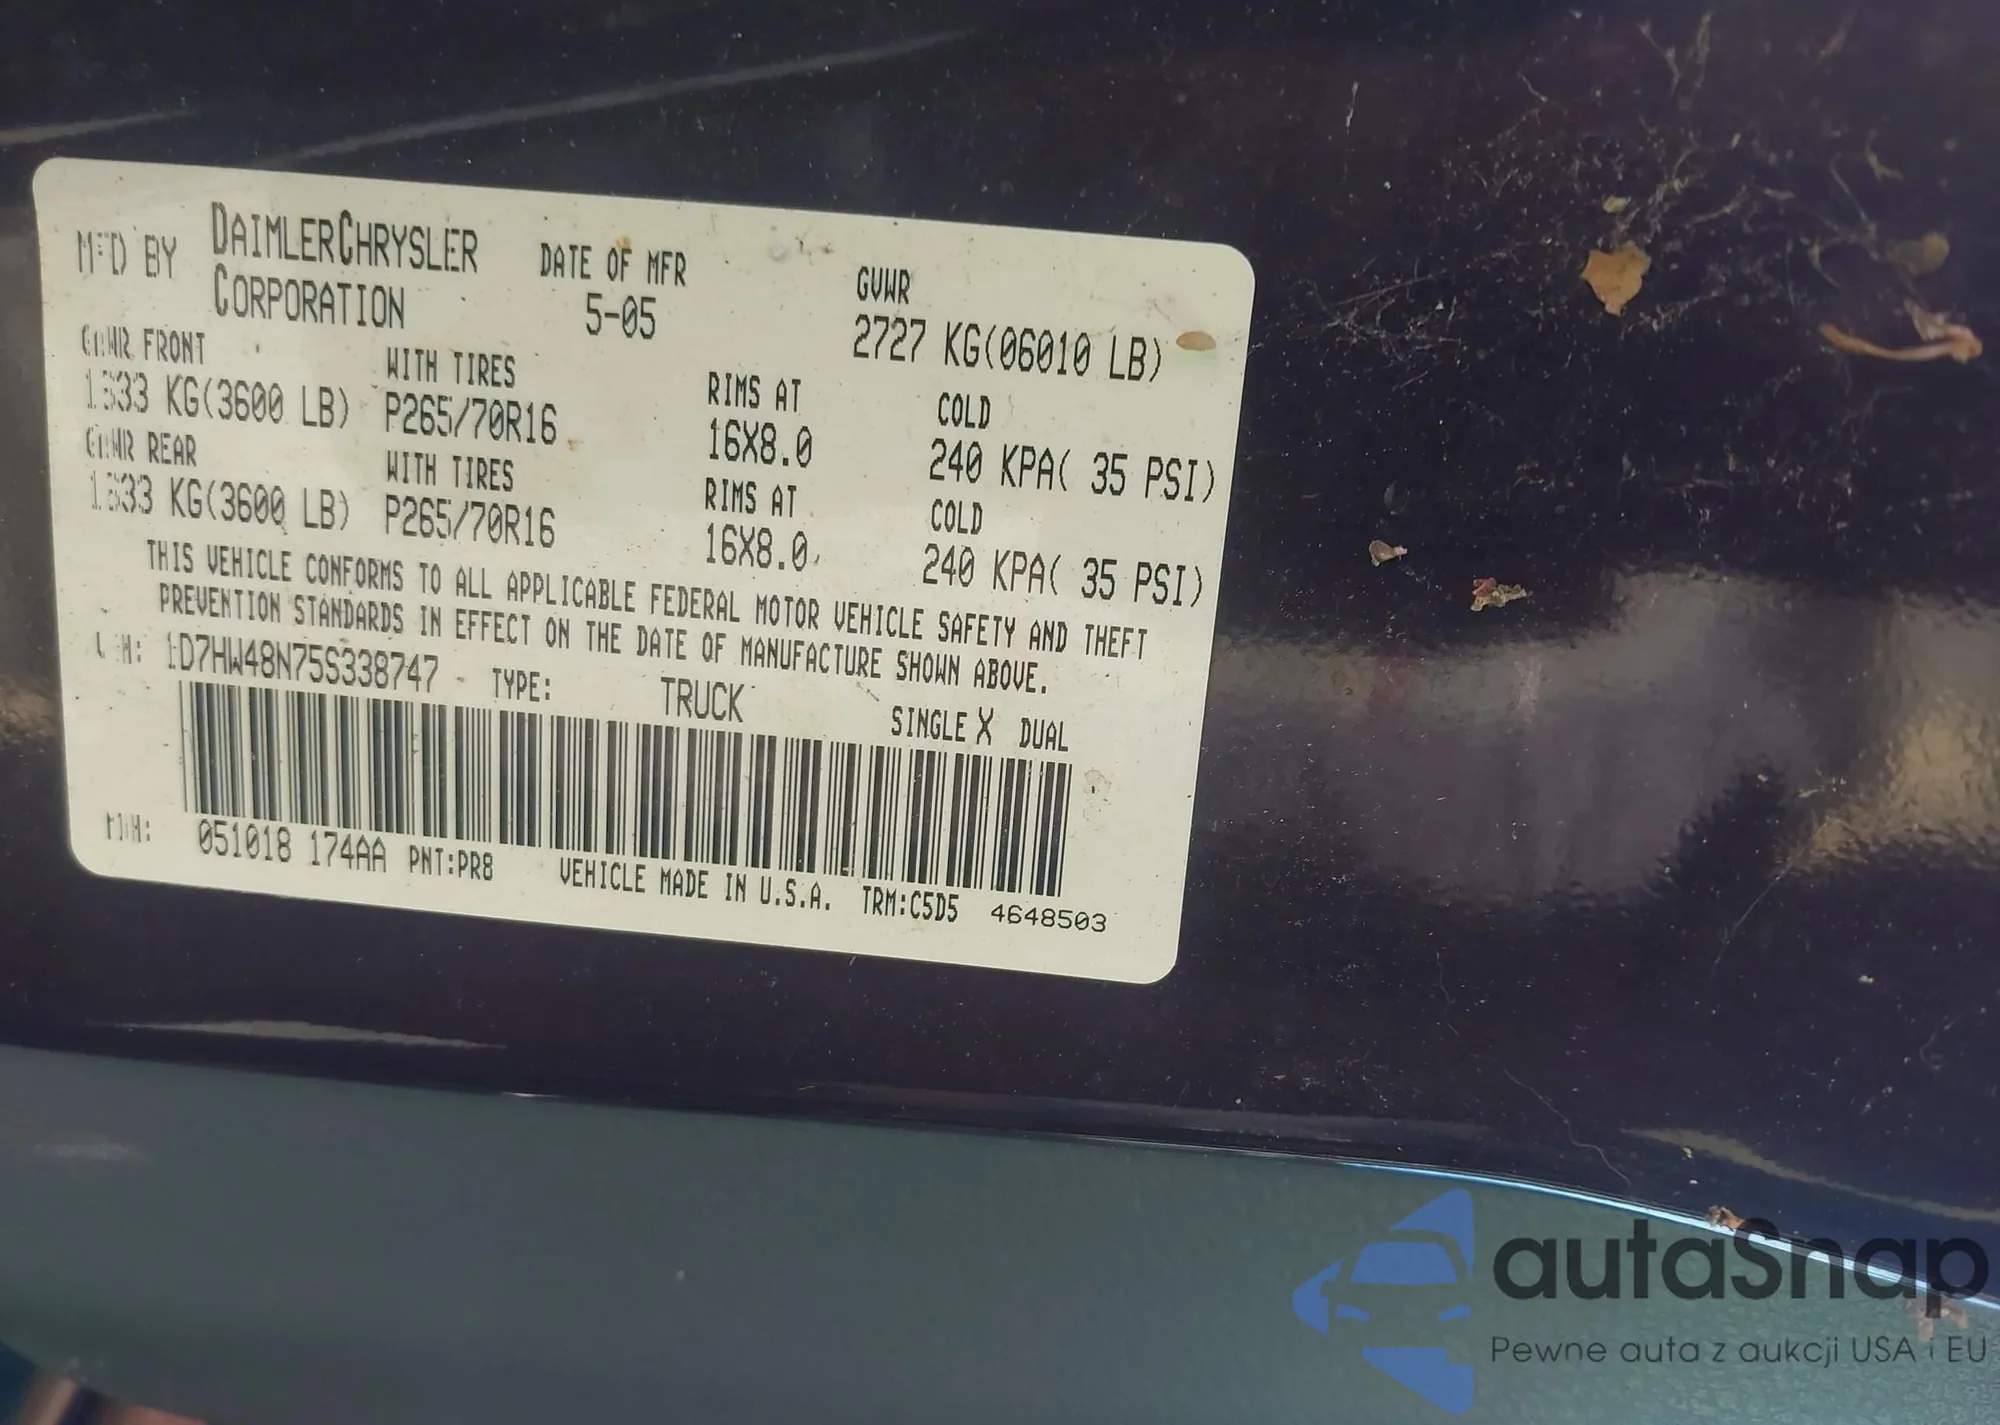 MFD BY DAIMLERCHRYSLER CORPORATION DATE OF MFR 5-05 GVWR 2727 KG(06010 LB)
GAWR FRONT WITH TIRES RIMS AT COLD
1633 KG(3600 LB) P265/70R16 16X8.0 240 KPA( 35 PSI)
GAWR REAR WITH TIRES RIMS AT COLD
1633 KG(3600 LB) P265/70R16 16X8.0 240 KPA( 35 PSI)
THIS VEHICLE CONFORMS TO ALL APPLICABLE FEDERAL MOTOR VEHICLE SAFETY AND THEFT
PREVENTION STANDARDS IN EFFECT ON THE DATE OF MANUFACTURE SHOWN ABOVE.
1D7HW48N75S338747 TYPE: TRUCK SINGLE X DUAL
MDH: 051018 174AA PNT:PR8 VEHICLE MADE IN U.S.A. TRM:C5D5 4648503
autaSnap
Pewne auta z aukcji USA i EU